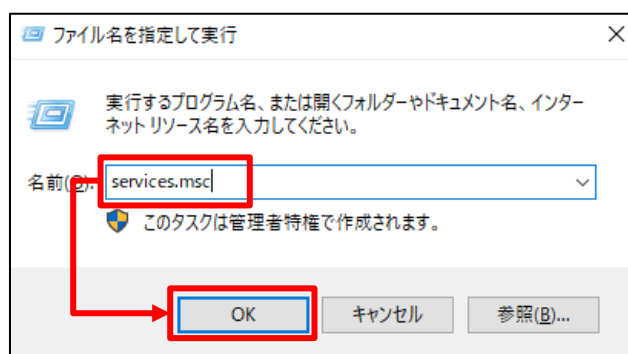 ファイル名を指定して実行
実行するプログラム名、または開くフォルダーやドキュメント名、インター
ネット リソース名を入力してください。
名前(O): services.msc
このタスクは管理者特権で作成されます。
OK キャンセル 参照(B)...